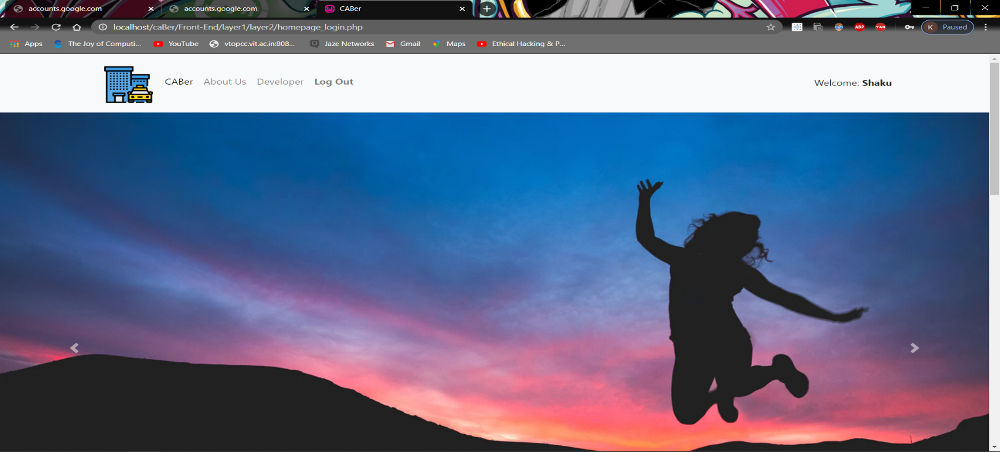 accounts.google.com accounts.google.com CABer
localhost/caBer/Front-End/layer1/layer2/homepage_login.php ABP YAB K Paused
Apps The Joy of Computi... YouTube vtopcc.vit.ac.in:808... Jaze Networks Gmail Maps Ethical Hacking & P...
CABer About Us Developer Log Out Welcome: Shaku